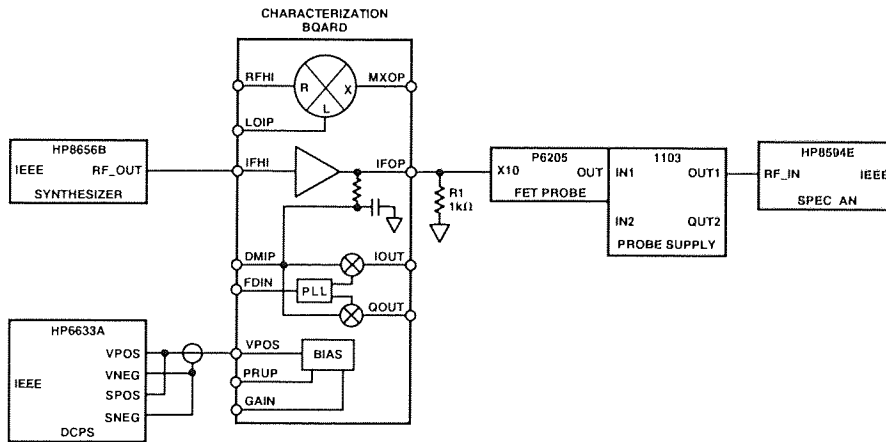 CHARACTERIZATION
BQARD
RFHI
R
X
MXOP
L
LOIP
HP8656B
IEEE
RF_OUT
SYNTHESIZER
IFHI
IFOP
R1
1kΩ
P6205
X10
OUT
FET PROBE
1103
IN1
OUT1
IN2
QUT2
PROBE SUPPLY
HP8594E
RF_IN
IEEE
SPEC AN
DMIP
IOUT
FDIN
PLL
QOUT
HP6633A
VPOS
IEEE
VNEG
SPOS
SNEG
DCPS
VPOS
BIAS
PRUP
GAIN